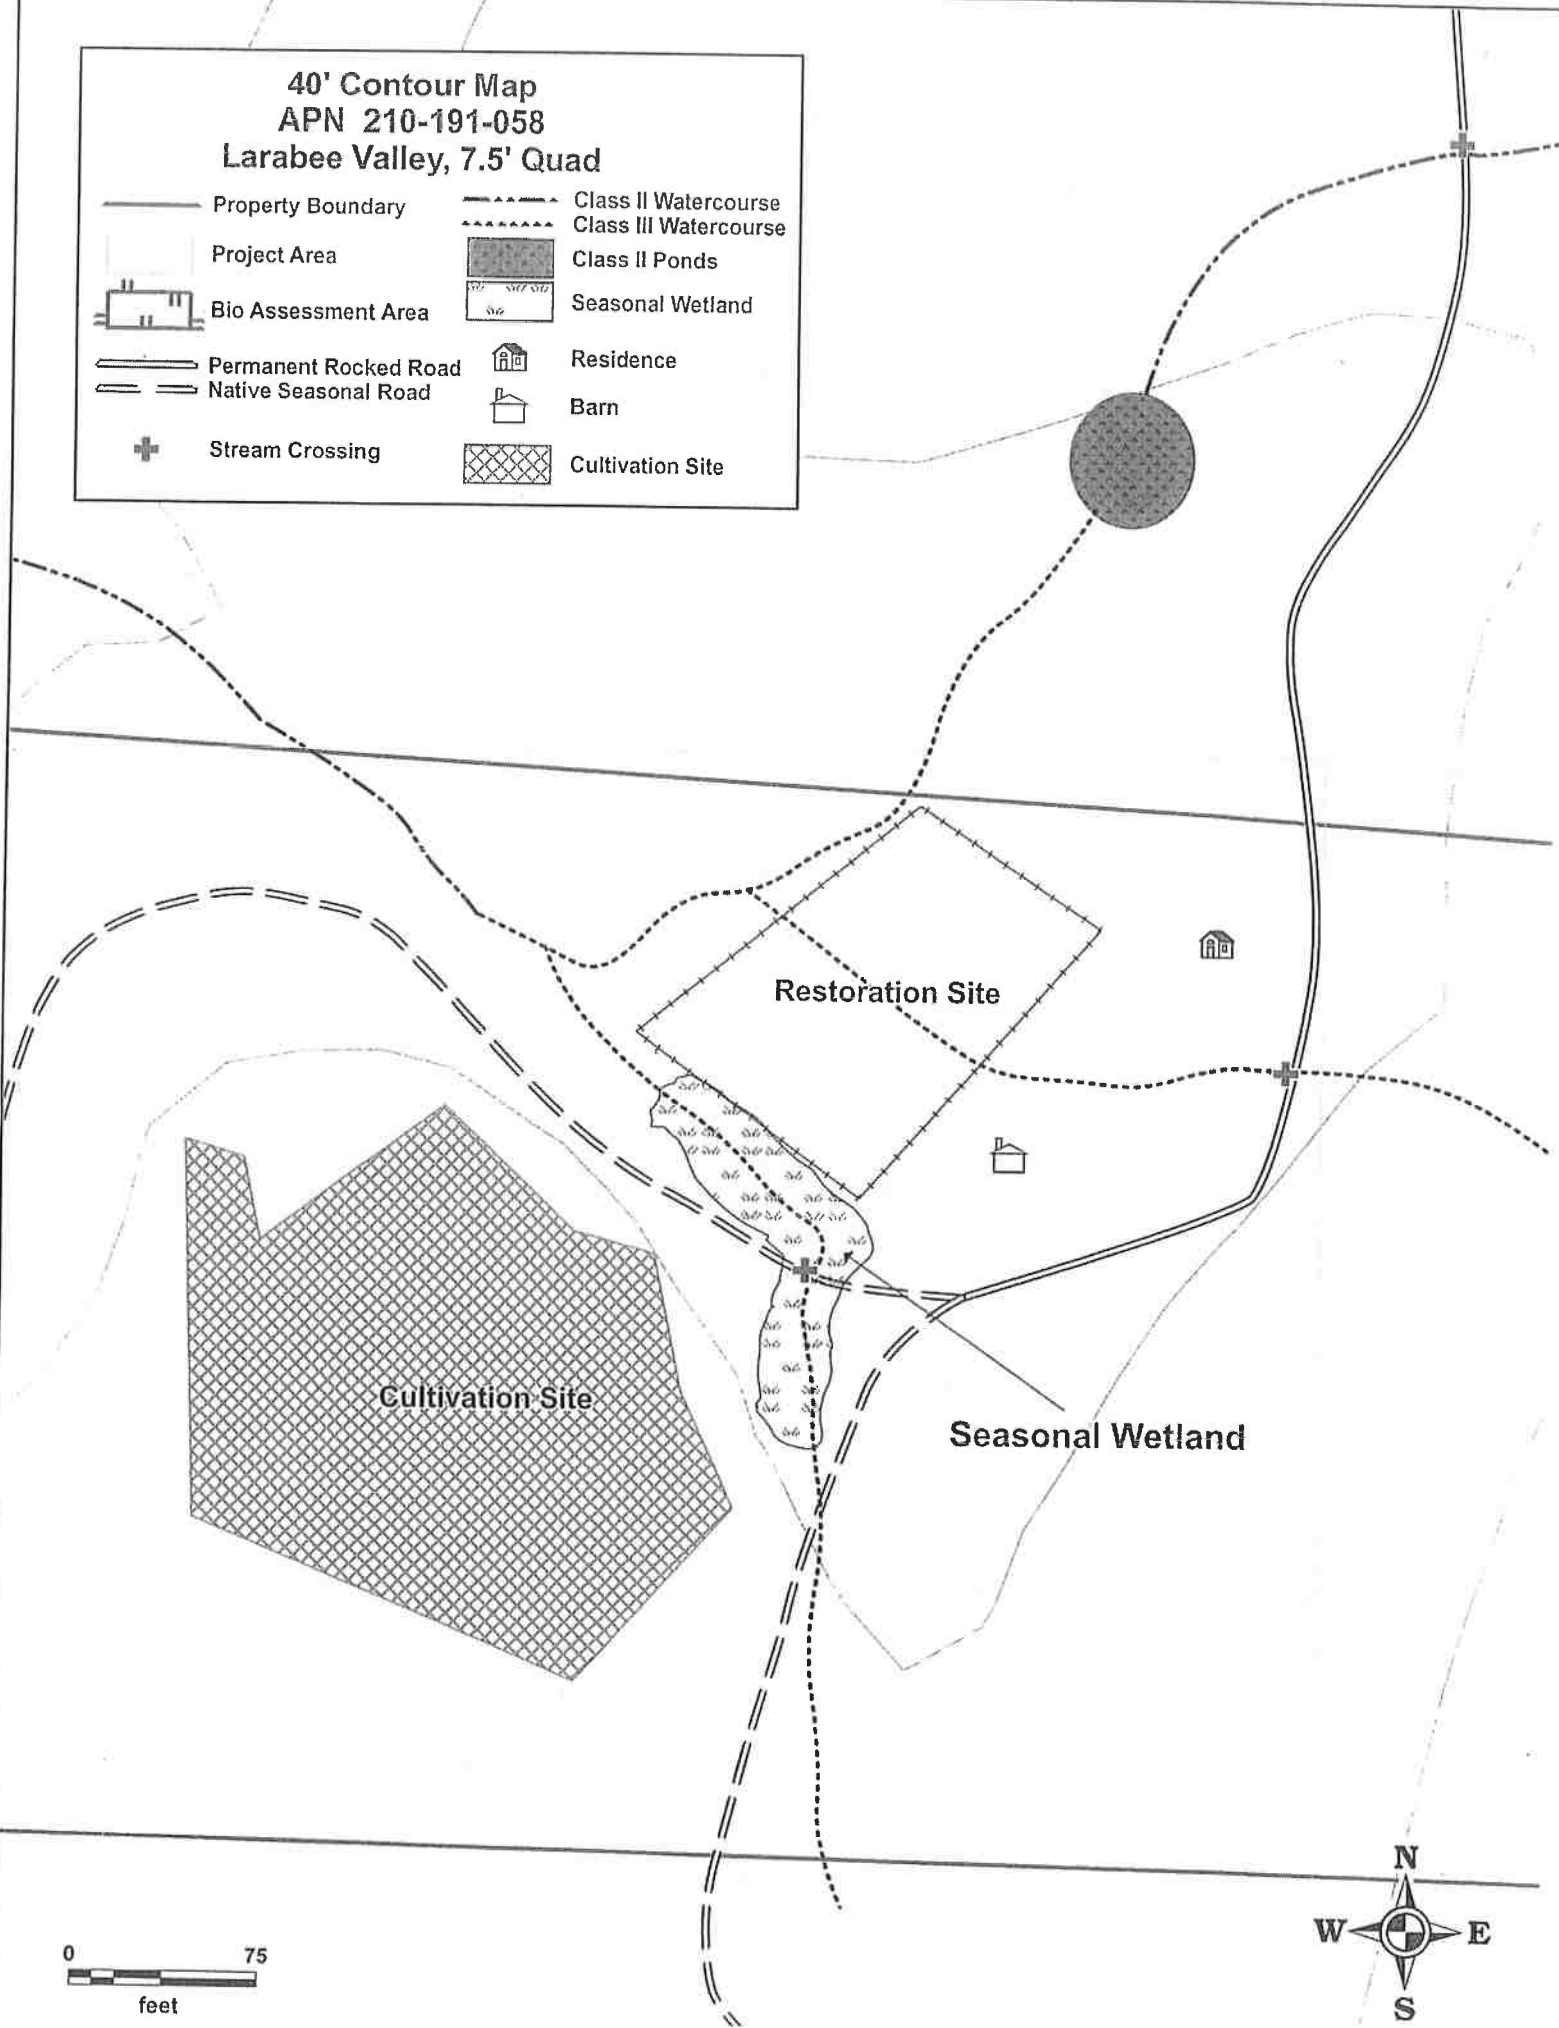 40' Contour Map
APN 210-191-058
Larabee Valley, 7.5' Quad
Property Boundary
Project Area
Bio Assessment Area
Permanent Rocked Road
Native Seasonal Road
Stream Crossing
Class II Watercourse
Class III Watercourse
Class II Ponds
Seasonal Wetland
Residence
Barn
Cultivation Site
Restoration Site
Cultivation Site
Seasonal Wetland
0 75
feet
N
W E
S